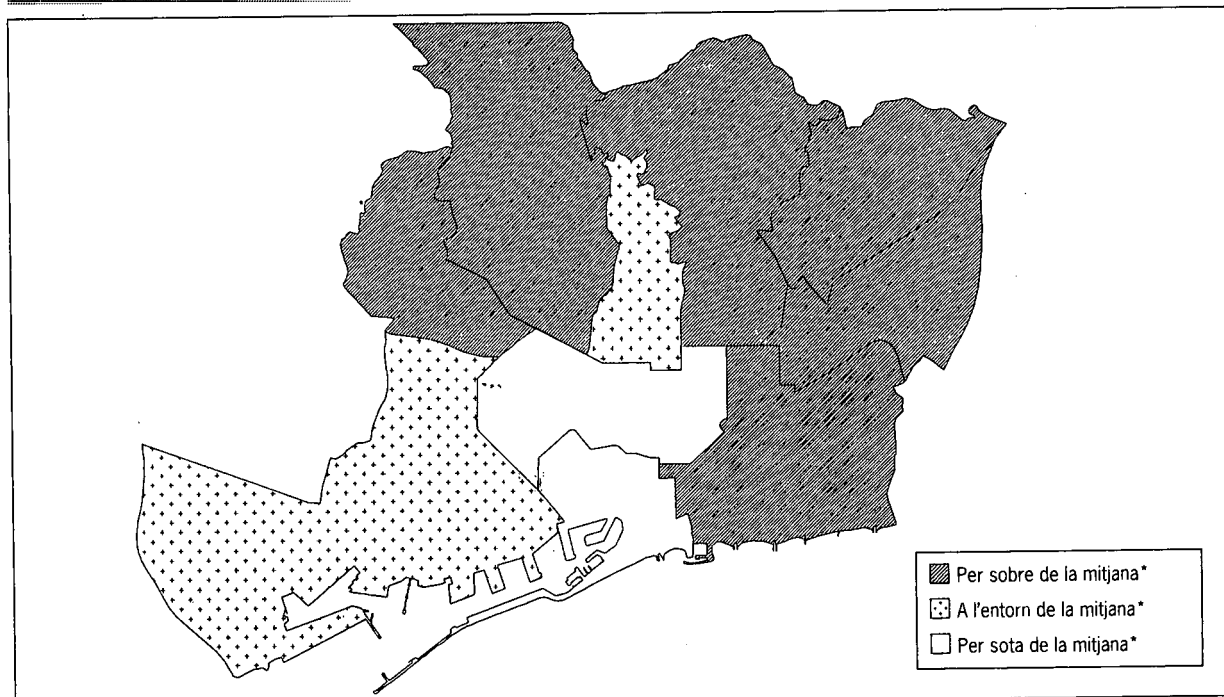 Per sobre de la mitjana*
A l'entorn de la mitjana*
Per sota de la mitjana*